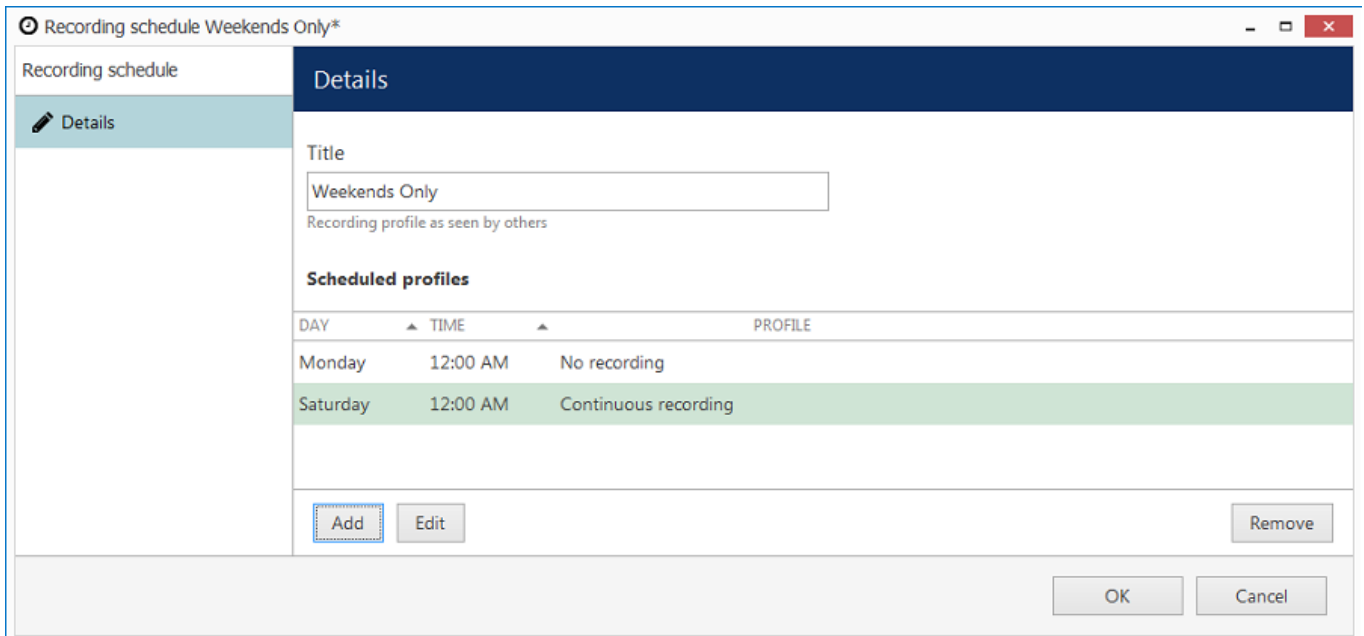 Recording schedule Weekends Only*
Recording schedule
Details
Details
Title
Weekends Only
Recording profile as seen by others
Scheduled profiles
DAY TIME PROFILE
Monday 12:00 AM No recording
Saturday 12:00 AM Continuous recording
Add Edit Remove
OK Cancel